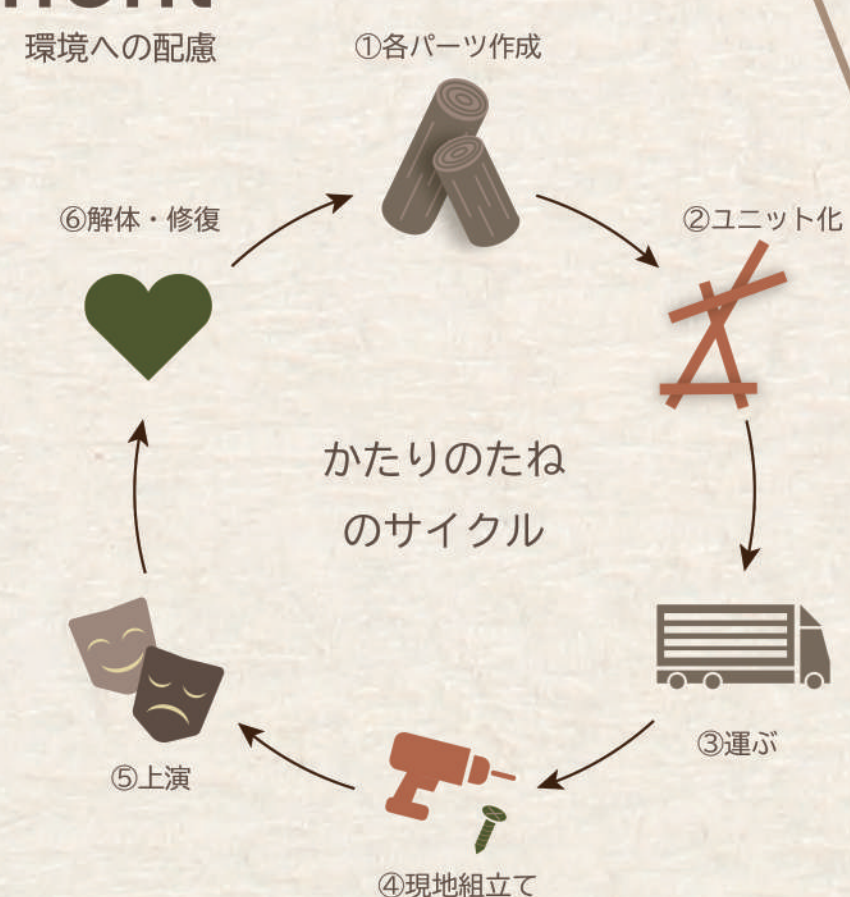 環境への配慮
①各パーツ作成
②ユニット化
③運ぶ
④現地組立て
⑤上演
⑥解体・修復
かたりのたね
のサイクル